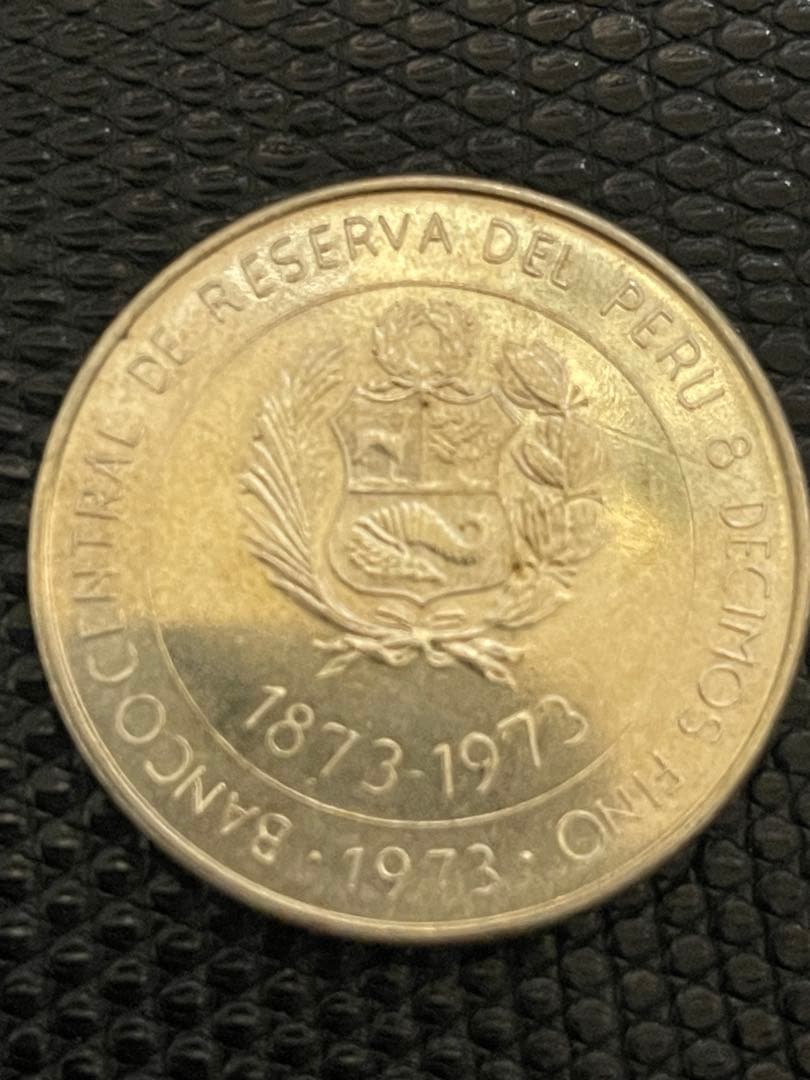 BANCO CENTRAL DE RESERVA DEL PERU 8 DECIMOS FINO
1873-1973
· 1973 ·